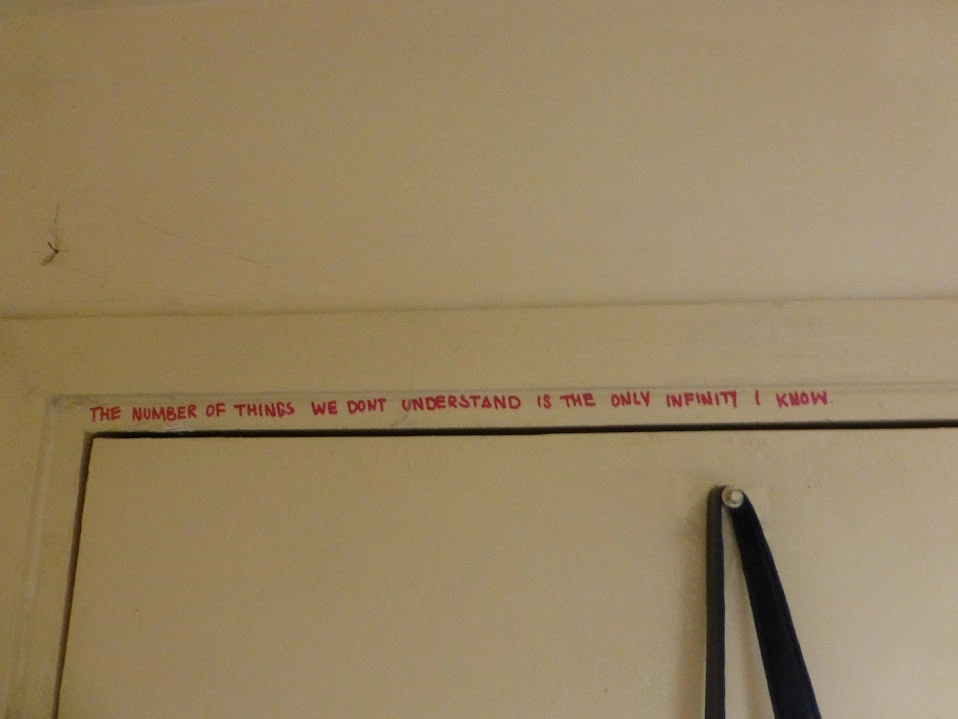 THE NUMBER OF THINGS WE DONT UNDERSTAND IS THE ONLY INFINITY I KNOW.